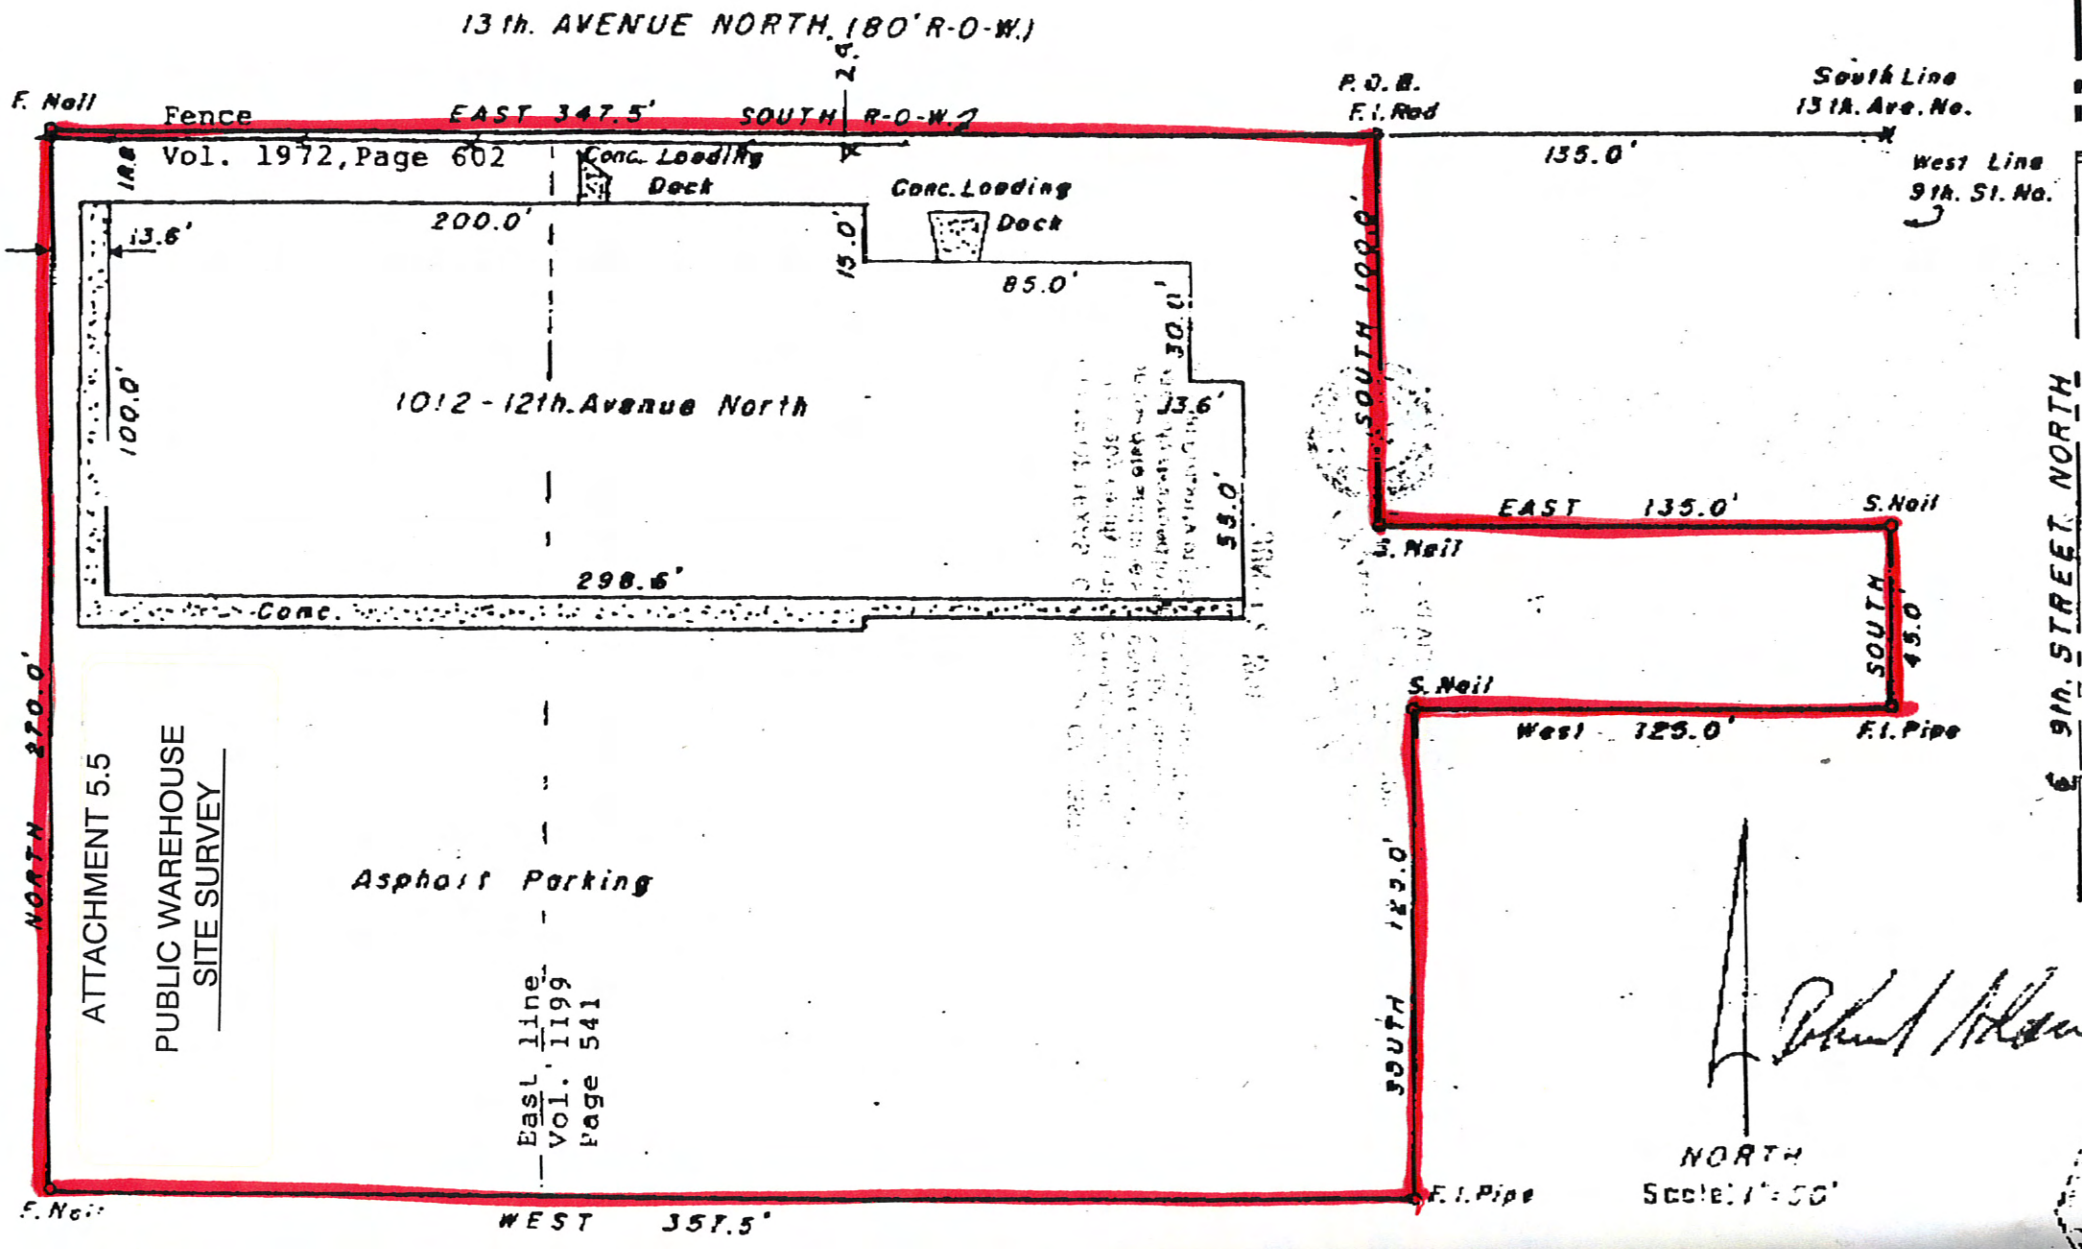 13th. AVENUE NORTH (80' R-O-W.)
2.9
F. Nail
Fence
EAST 347.5'
SOUTH R-O-W.
P.O.B.
F.I. Rod
South Line
13th. Ave. No.
135.0'
West Line
9th. St. No.
Vol. 1972, Page 602
Conc. Loading
Dock
Conc. Loading
Dock
13.6'
200.0'
15.0'
85.0'
30.0'
SOUTH 100.0'
100.0'
1012-12th. Avenue North
13.6'
55.0'
EAST 135.0'
S. Nail
S. Nail
298.6'
Conc.
SOUTH
45.0'
9th. STREET NORTH
S. Nail
West 125.0'
F.I. Pipe
NORTH 270.0'
ATTACHMENT 5.5
PUBLIC WAREHOUSE
SITE SURVEY
Asphalt Parking
SOUTH 125.0'
East line
Vol. 1199
Page 541
NORTH
Scale: 1"=50'
F. Nail
WEST 357.5'
F.I. Pipe